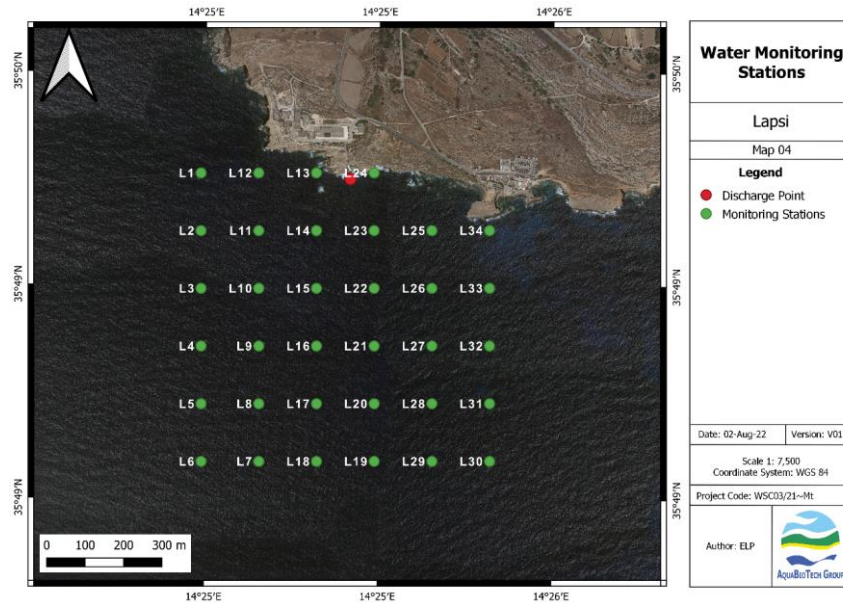 14°25'E 14°25'E 14°26'E
35°50'N 35°50'N
L1 L12 L13 L24
L2 L11 L14 L23 L25 L34
35°49'N 35°49'N
L3 L10 L15 L22 L26 L33
L4 L9 L16 L21 L27 L32
L5 L8 L17 L20 L28 L31
L6 L7 L18 L19 L29 L30
35°49'N 35°49'N
0 100 200 300 m
14°25'E 14°25'E 14°26'E
Water Monitoring
Stations
Lapsi
Map 04
Legend
Discharge Point
Monitoring Stations
Date: 02-Aug-22 Version: V01
Scale 1: 7,500
Coordinate System: WGS 84
Project Code: WSC03/21~Mt
Author: ELP
AquaBioTech Group